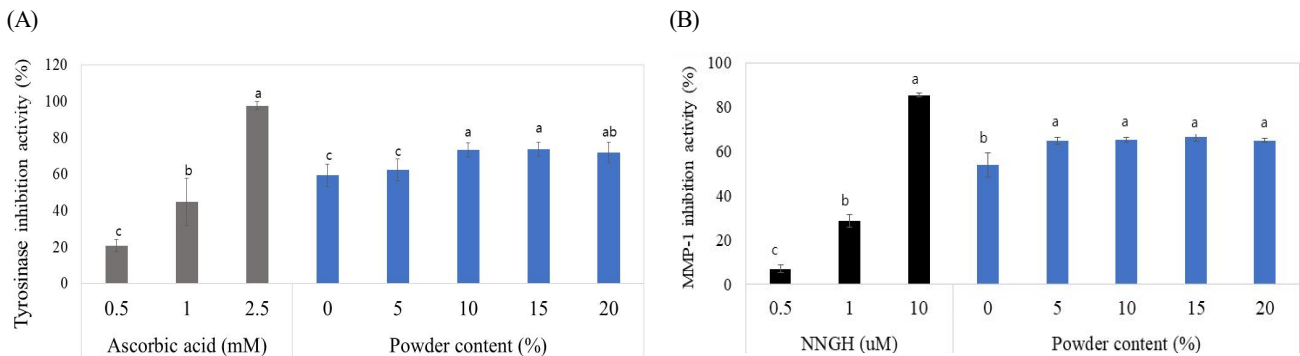 (A)
Tyrosinase inhibition activity (%)
120
100
80
60
40
20
0
c
b
a
c
c
a
a
ab
0.5 1 2.5 0 5 10 15 20
Ascorbic acid (mM) Powder content (%)
(B)
MMP-1 inhibition activity (%)
100
80
60
40
20
0
c
b
a
b
a
a
a
a
0.5 1 10 0 5 10 15 20
NNGH (uM) Powder content (%)